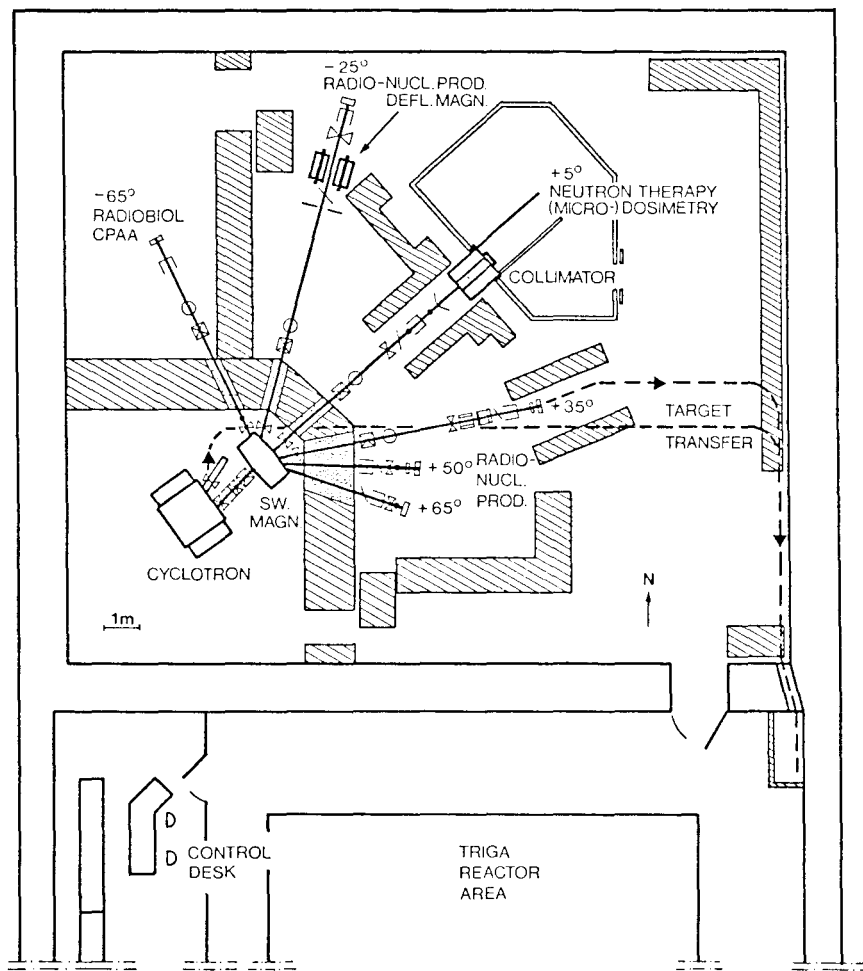 -25°
RADIO-NUCL. PROD.
DEFL. MAGN.
-65°
RADIOBIOL
CPAA
+5°
NEUTRON THERAPY
(MICRO-) DOSIMETRY
COLLIMATOR
+35°
TARGET
TRANSFER
+50°
RADIO-
NUCL.
PROD.
+65°
SW.
MAGN.
CYCLOTRON
1m
N
CONTROL
DESK
TRIGA
REACTOR
AREA